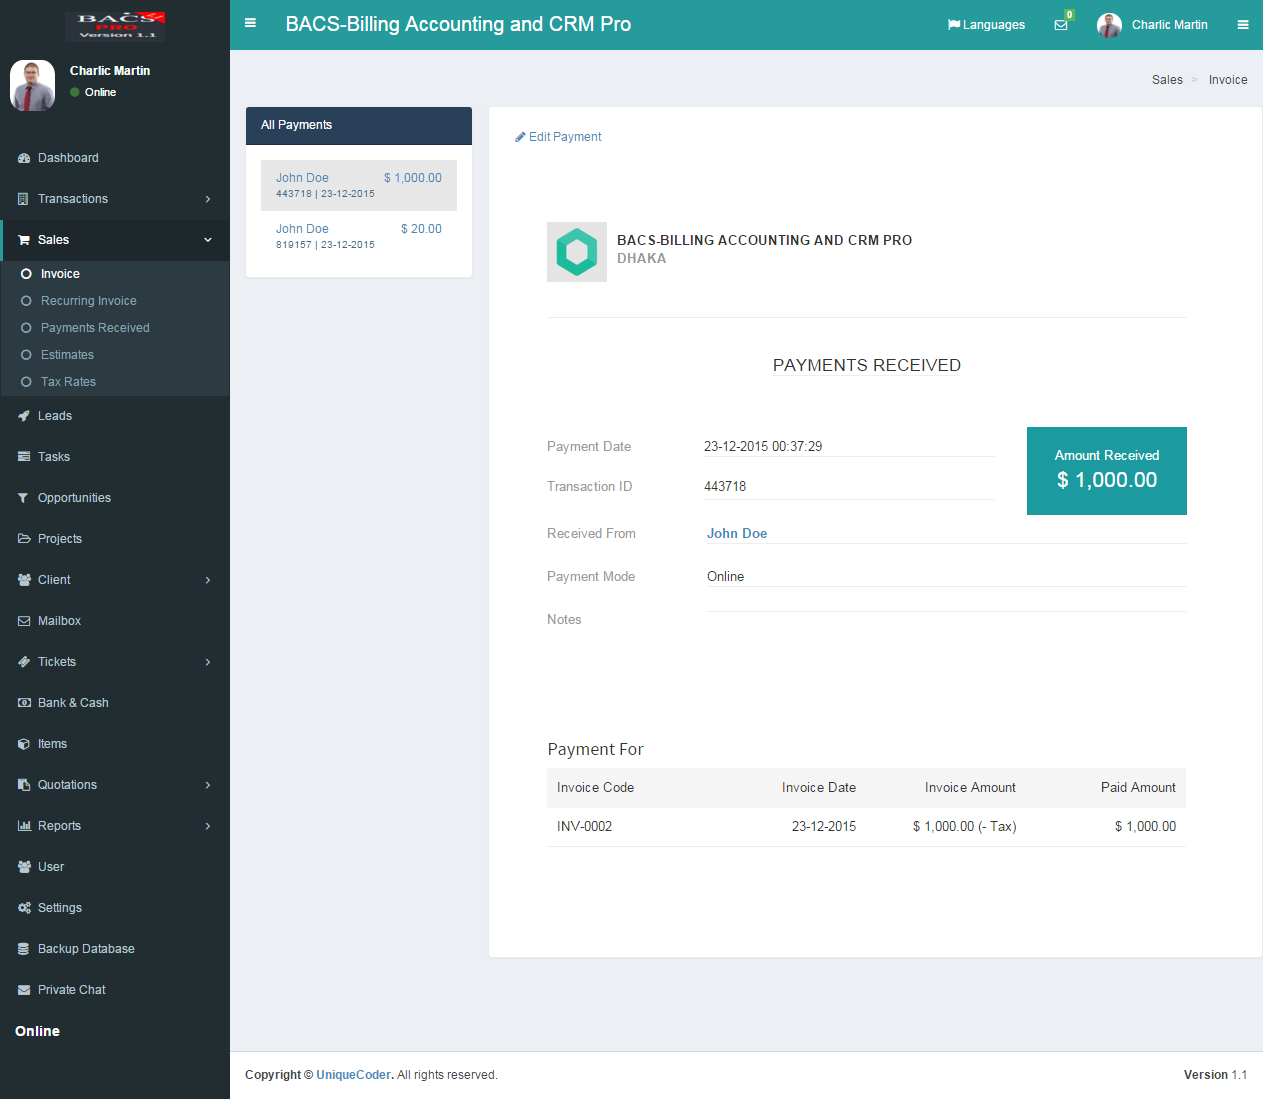 BACS
PRO
Version 1.1
BACS-Billing Accounting and CRM Pro
Languages
0
Charlic Martin
Charlic Martin
Online
Sales > Invoice
Dashboard
Transactions
Sales
Invoice
Recurring Invoice
Payments Received
Estimates
Tax Rates
Leads
Tasks
Opportunities
Projects
Client
Mailbox
Tickets
Bank & Cash
Items
Quotations
Reports
User
Settings
Backup Database
Private Chat
Online
All Payments
John Doe $ 1,000.00
443718 | 23-12-2015
John Doe $ 20.00
819157 | 23-12-2015
Edit Payment
BACS-BILLING ACCOUNTING AND CRM PRO
DHAKA
PAYMENTS RECEIVED
Payment Date 23-12-2015 00:37:29
Transaction ID 443718
Amount Received
$ 1,000.00
Received From John Doe
Payment Mode Online
Notes
Payment For
Invoice Code Invoice Date Invoice Amount Paid Amount
INV-0002 23-12-2015 $ 1,000.00 (- Tax) $ 1,000.00
Copyright © UniqueCoder. All rights reserved.
Version 1.1